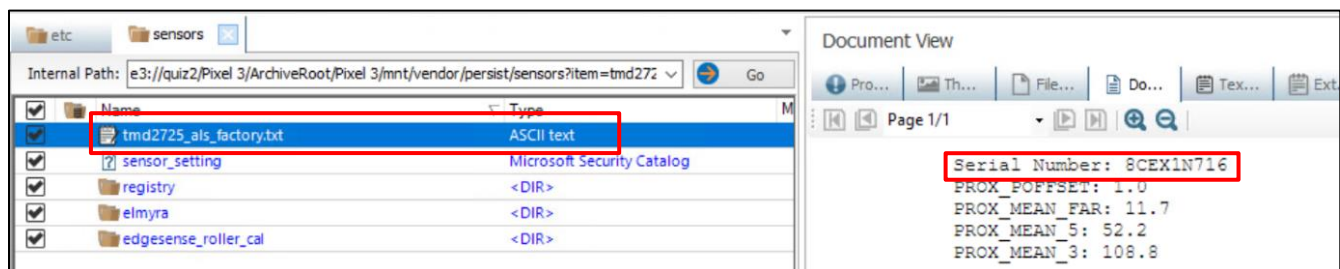 etc
sensors
Internal Path: e3://quiz2/Pixel 3/ArchiveRoot/Pixel 3/mnt/vendor/persist/sensors?item=tmd272
Go
Name Type M
tmd2725_als_factory.txt ASCII text
sensor_setting Microsoft Security Catalog
registry <DIR>
elmyra <DIR>
edgesense_roller_cal <DIR>
Document View
Pro... Th... File... Do... Tex... Ext.
Page 1/1
Serial Number: 8CEX1N716
PROX_POFFSET: 1.0
PROX_MEAN_FAR: 11.7
PROX_MEAN_5: 52.2
PROX_MEAN_3: 108.8